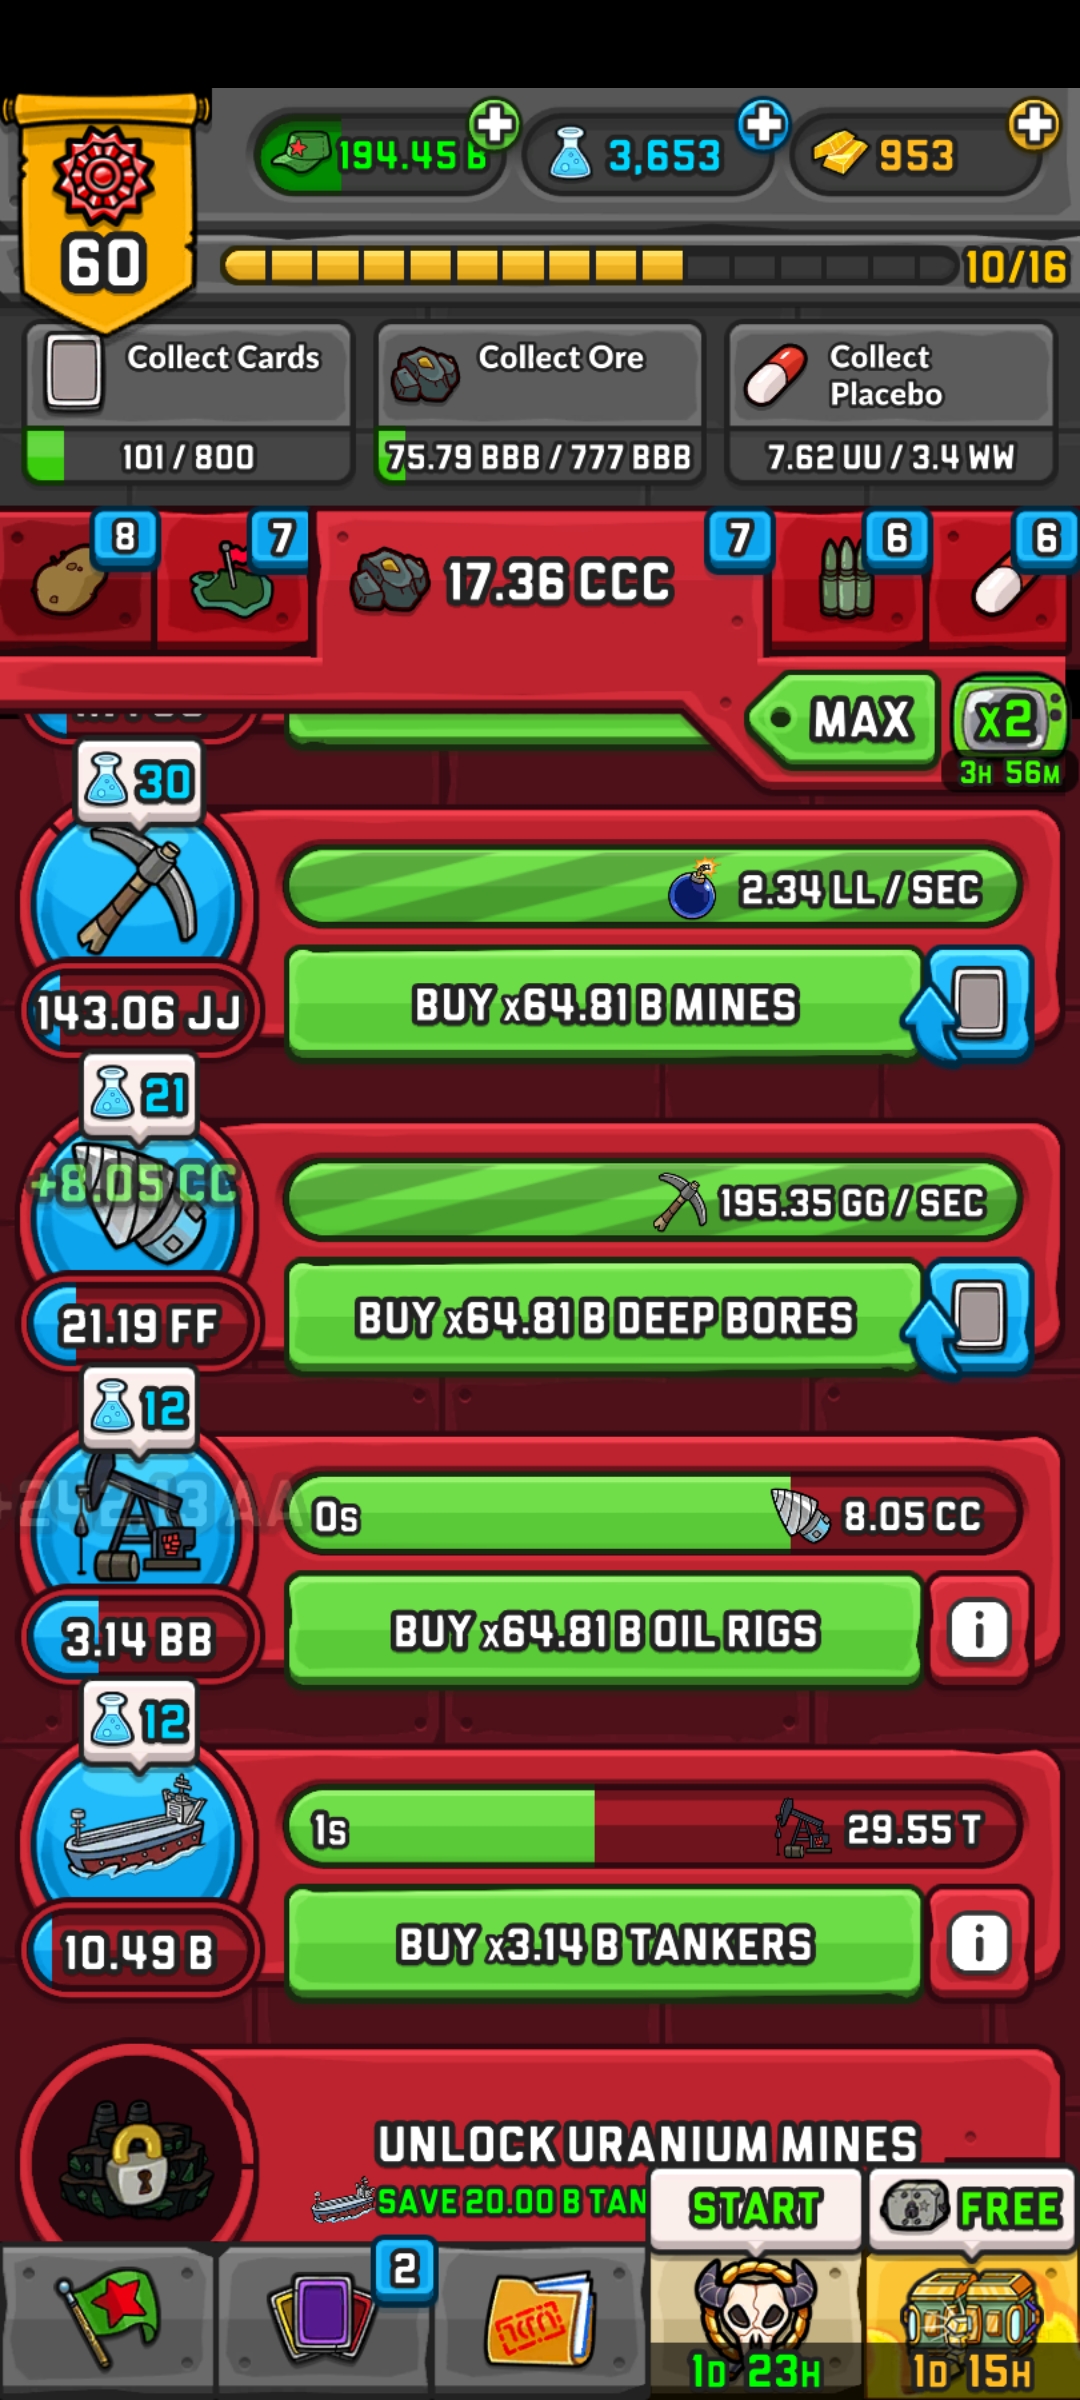 194.45 B
3,653
953
60
10/16
Collect Cards
101 / 800
Collect Ore
75.79 BBB / 777 BBB
Collect
Placebo
7.62 UU / 3.4 WW
8
7
17.36 CCC
7
6
6
MAX
x2
3H 56M
30
2.34 LL / SEC
143.06 JJ
BUY x64.81 B MINES
21
+8.05 CC
195.35 GG / SEC
21.19 FF
BUY x64.81 B DEEP BORES
12
+242.13 AA
0s
8.05 CC
3.14 BB
BUY x64.81 B OIL RIGS
i
12
1s
29.55 T
10.49 B
BUY x3.14 B TANKERS
i
UNLOCK URANIUM MINES
SAVE 20.00 B TAN
START
FREE
2
1D 23H
1D 15H